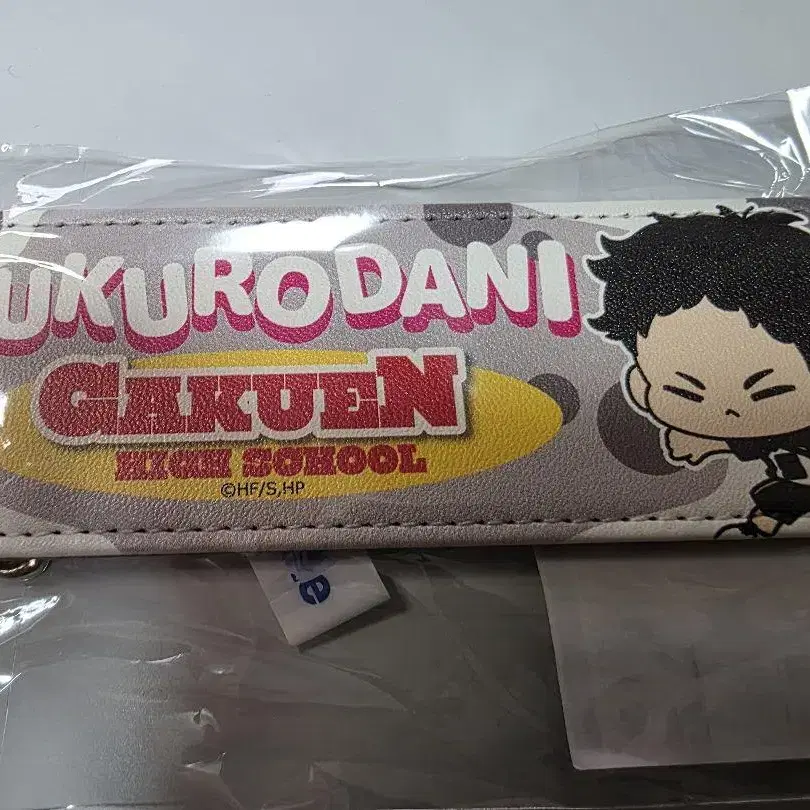 UKURODANI
GAKUEN
HIGH SCHOOL
©HF/S,HP